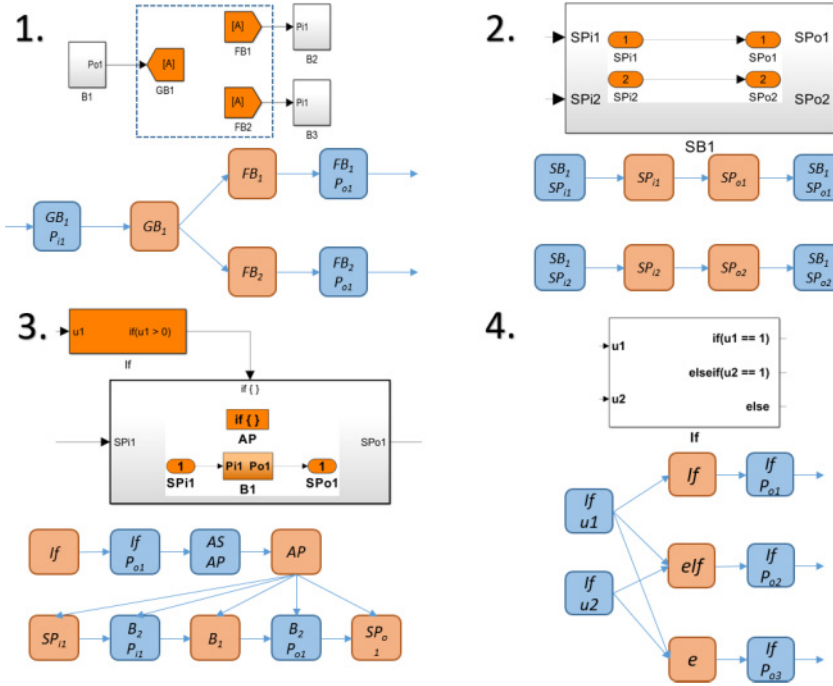 1.
Po1
B1
[A]
GB1
[A]
FB1
Pi1
B2
[A]
FB2
Pi1
B3
GB1
Pi1
GB1
FB1
FB1
Po1
FB2
FB2
Po1
2.
SPi1
SPi2
1
SPi1
1
SPo1
2
SPi2
2
SPo2
SPo1
SPo2
SB1
SB1
SPi1
SPi1
SPo1
SB1
SPo1
SB1
SPi2
SPi2
SPo2
SB1
SPo2
3.
u1 if(u1 > 0)
If
if { }
SPi1
if { }
AP
1
SPi1
Pi1 Po1
B1
1
SPo1
SPo1
If
If
Po1
AS
AP
AP
SPi1
B2
Pi1
B1
B2
Po1
SPo
1
4.
u1
u2
if(u1 == 1)
elseif(u2 == 1)
else
If
If
u1
If
u2
If
If
Po1
eIf
If
Po2
e
If
Po3